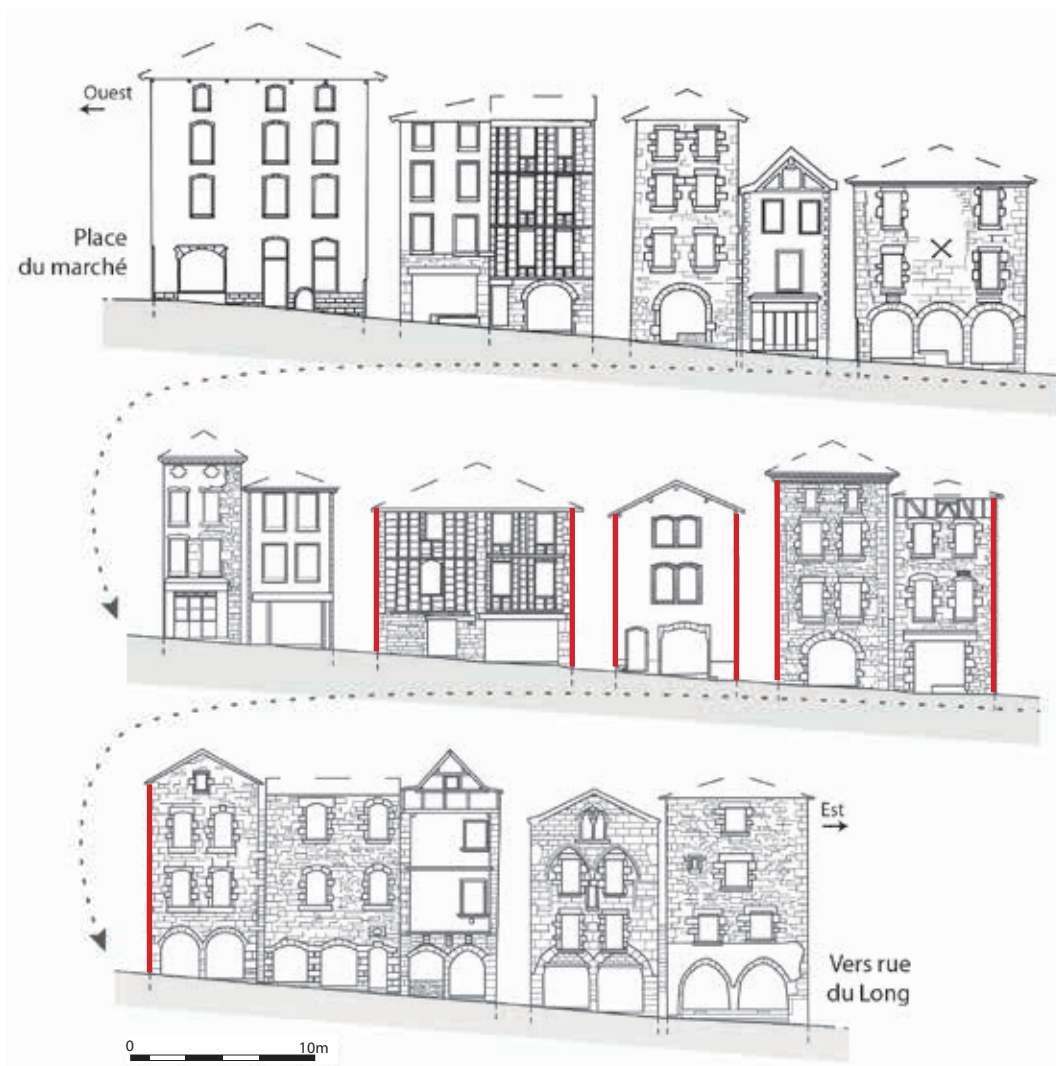 Ouest
Place
du marché
Est
Vers rue
du Long
0 10m